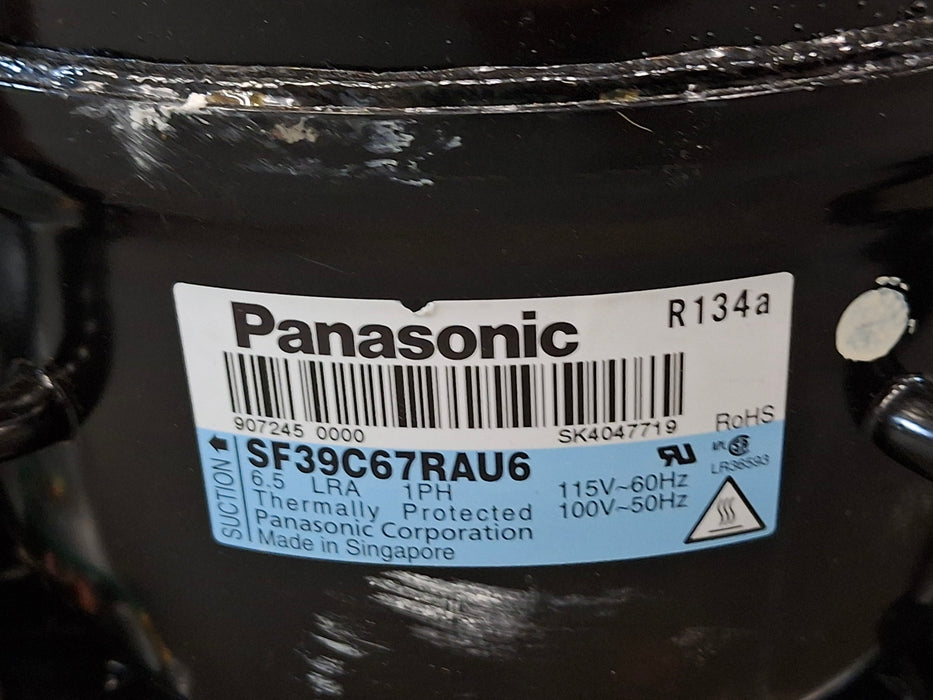 Panasonic
R134a
907245 0000
SK4047719
RoHS
SF39C67RAU6
LR36593
6.5 LRA 1PH
115V~60Hz
Thermally Protected
100V~50Hz
Panasonic Corporation
Made in Singapore
SUCTION